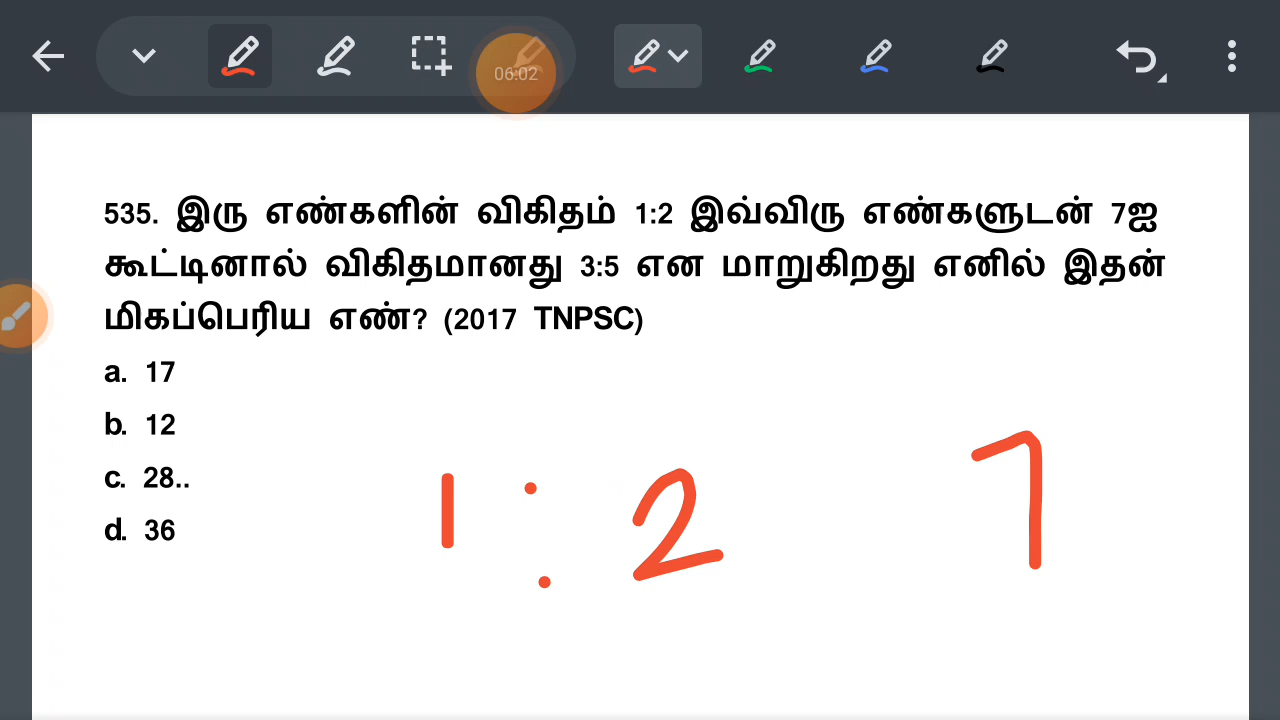 06:02
535. இரு எண்களின் விகிதம் 1:2 இவ்விரு எண்களுடன் 7ஐ
கூட்டினால் விகிதமானது 3:5 என மாறுகிறது எனில் இதன்
மிகப்பெரிய எண்? (2017 TNPSC)
a. 17
b. 12
c. 28..
d. 36
1 : 2 7